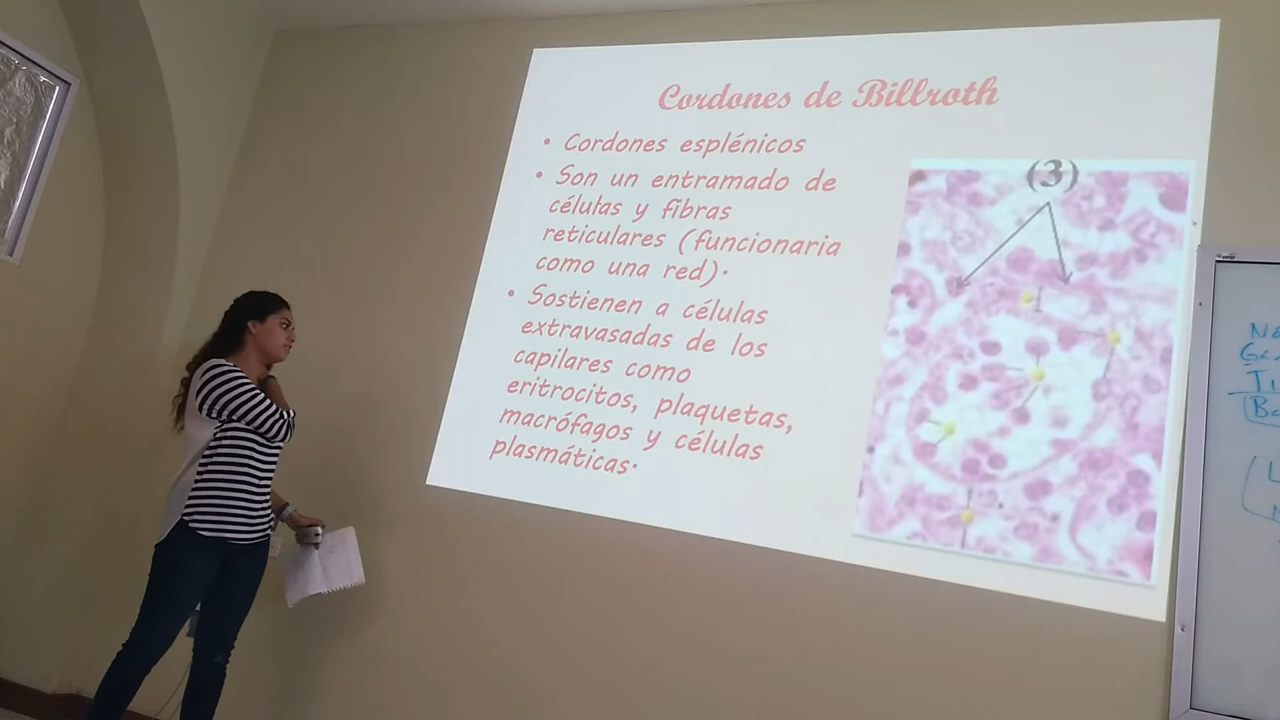 Cordones de Billroth
• Cordones esplénicos
• Son un entramado de
células y fibras
reticulares (funcionaria
como una red).
• Sostienen a células
extravasadas de los
capilares como
eritrocitos, plaquetas,
macrófagos y células
plasmáticas.
(3)